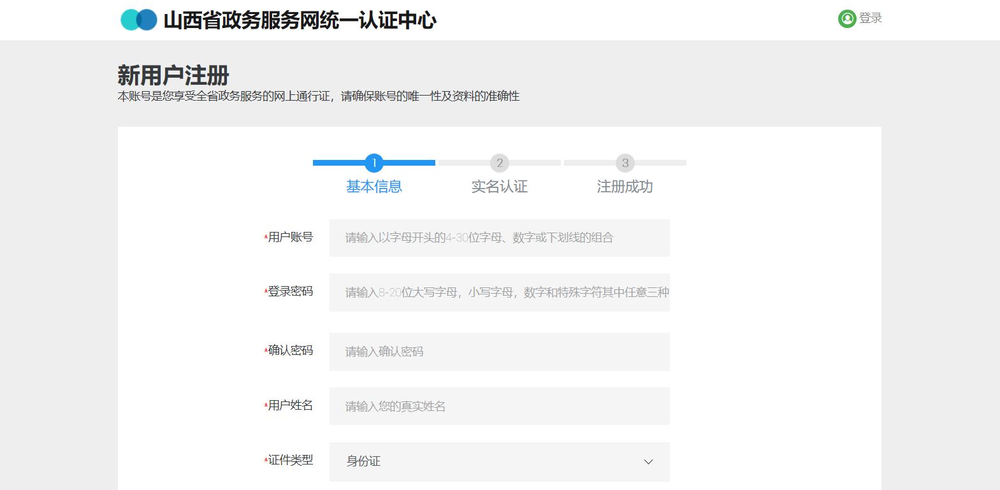 山西省政务服务网统一认证中心
登录
新用户注册
本账号是您享受全省政务服务的网上通行证，请确保账号的唯一性及资料的准确性
1
2
3
基本信息
实名认证
注册成功
*用户账号
请输入以字母开头的4-30位字母、数字或下划线的组合
*登录密码
请输入8-20位大写字母，小写字母，数字和特殊字符其中任意三种
*确认密码
请输入确认密码
*用户姓名
请输入您的真实姓名
*证件类型
身份证